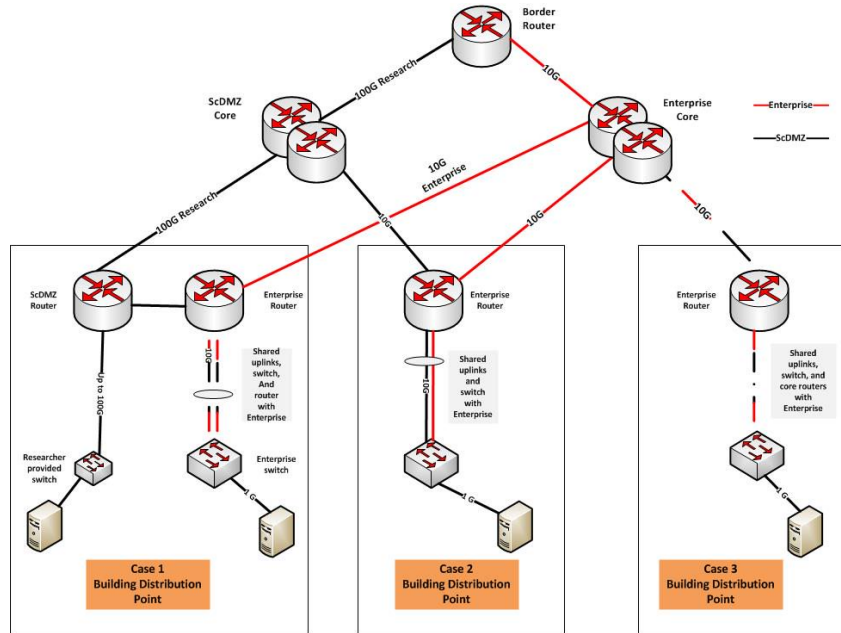 Border
Router
ScDMZ
Core
Enterprise
Core
Enterprise
ScDMZ
100G Research
10G
10G
Enterprise
100G Research
10G
10G
10G
ScDMZ
Router
Enterprise
Router
Enterprise
Router
Enterprise
Router
Up to 100G
10G
Shared
uplinks,
switch,
And
router
with
Enterprise
10G
Shared
uplinks
and
switch
with
Enterprise
Shared
uplinks,
switch, and
core routers
with
Enterprise
Researcher
provided
switch
Enterprise
switch
1 G
1 G
1 G
Case 1
Building Distribution
Point
Case 2
Building Distribution
Point
Case 3
Building Distribution
Point